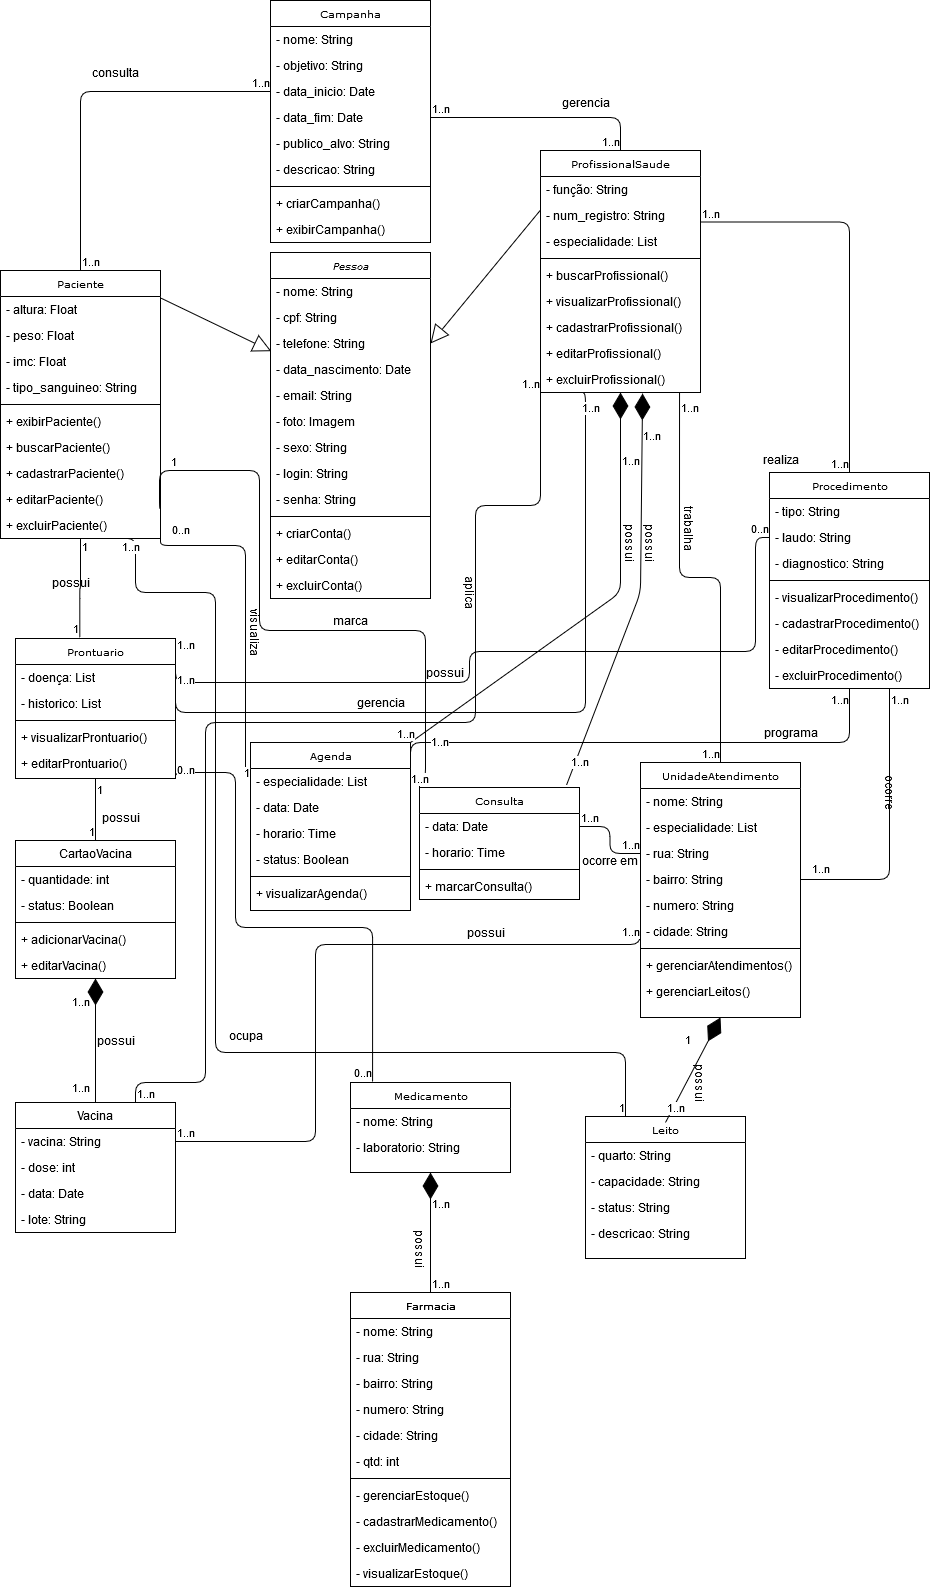 Campanha
- nome: String
- objetivo: String
- data_inicio: Date
- data_fim: Date
- publico_alvo: String
- descricao: String
+ criarCampanha()
+ exibirCampanha()
consulta
1..n
1..n
1..n
gerencia
1..n
ProfissionalSaude
- função: String
- num_registro: String
- especialidade: List
+ buscarProfissional()
+ visualizarProfissional()
+ cadastrarProfissional()
+ editarProfissional()
+ excluirProfissional()
1..n
realiza
1..n
Pessoa
- nome: String
- cpf: String
- telefone: String
- data_nascimento: Date
- email: String
- foto: Imagem
- sexo: String
- login: String
- senha: String
+ criarConta()
+ editarConta()
+ excluirConta()
Paciente
- altura: Float
- peso: Float
- imc: Float
- tipo_sanguineo: String
+ exibirPaciente()
+ buscarPaciente()
+ cadastrarPaciente()
+ editarPaciente()
+ excluirPaciente()
1..n
1..n
1..n
1..n
1..n
possui
possui
trabalha
aplica
Procedimento
- tipo: String
- laudo: String
- diagnostico: String
- visualizarProcedimento()
+ cadastrarProcedimento()
- editarProcedimento()
- excluirProcedimento()
0..n
1
0..n
1
1..n
possui
1
visualiza
marca
Prontuario
- doença: List
- historico: List
+ visualizarProntuario()
+ editarProntuario()
1..n
1..n
possui
gerencia
0..n
1..n
1..n
programa
1..n
1..n
ocorre
1
1..n
1..n
1..n
Agenda
- especialidade: List
- data: Date
- horario: Time
- status: Boolean
+ visualizarAgenda()
Consulta
- data: Date
- horario: Time
+ marcarConsulta()
1..n
1..n
ocorre em
UnidadeAtendimento
- nome: String
- especialidade: List
- rua: String
- bairro: String
- numero: String
- cidade: String
+ gerenciarAtendimentos()
+ gerenciarLeitos()
1..n
1
possui
1
CartaoVacina
- quantidade: int
- status: Boolean
+ adicionarVacina()
+ editarVacina()
1..n
possui
1..n
possui
1..n
ocupa
1
possui
1..n
1
0..n
1..n
1..n
Vacina
- vacina: String
- dose: int
- data: Date
- lote: String
Medicamento
- nome: String
- laboratorio: String
Leito
- quarto: String
- capacidade: String
- status: String
- descricao: String
1..n
possui
1..n
Farmacia
- nome: String
- rua: String
- bairro: String
- numero: String
- cidade: String
- qtd: int
- gerenciarEstoque()
- cadastrarMedicamento()
- excluirMedicamento()
- visualizarEstoque()